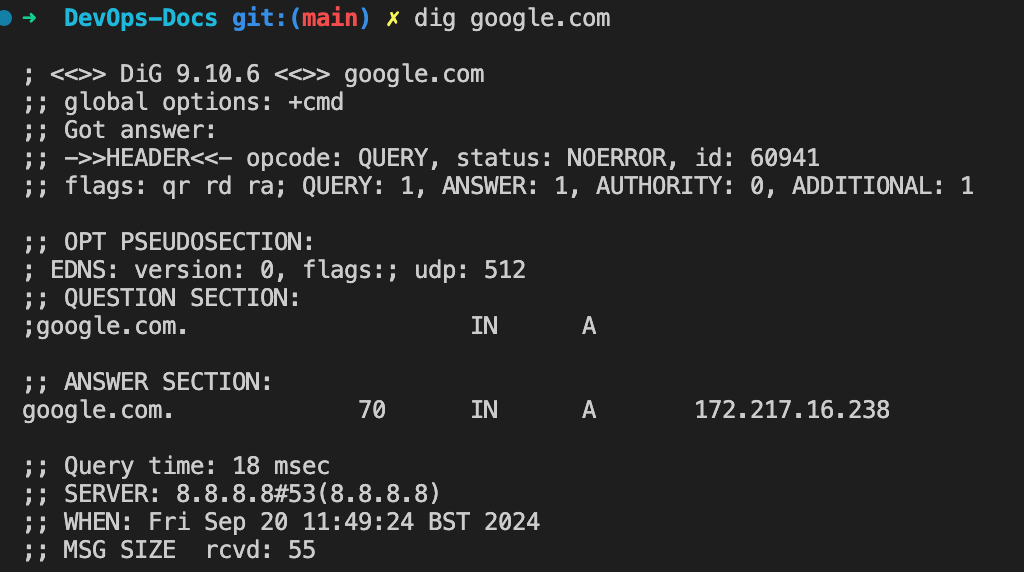 ➜ DevOps-Docs git:(main) ✗ dig google.com
; <<>> DiG 9.10.6 <<>> google.com
;; global options: +cmd
;; Got answer:
;; ->>HEADER<<- opcode: QUERY, status: NOERROR, id: 60941
;; flags: qr rd ra; QUERY: 1, ANSWER: 1, AUTHORITY: 0, ADDITIONAL: 1
;; OPT PSEUDOSECTION:
; EDNS: version: 0, flags:; udp: 512
;; QUESTION SECTION:
;google.com. IN A
;; ANSWER SECTION:
google.com. 70 IN A 172.217.16.238
;; Query time: 18 msec
;; SERVER: 8.8.8.8#53(8.8.8.8)
;; WHEN: Fri Sep 20 11:49:24 BST 2024
;; MSG SIZE  rcvd: 55